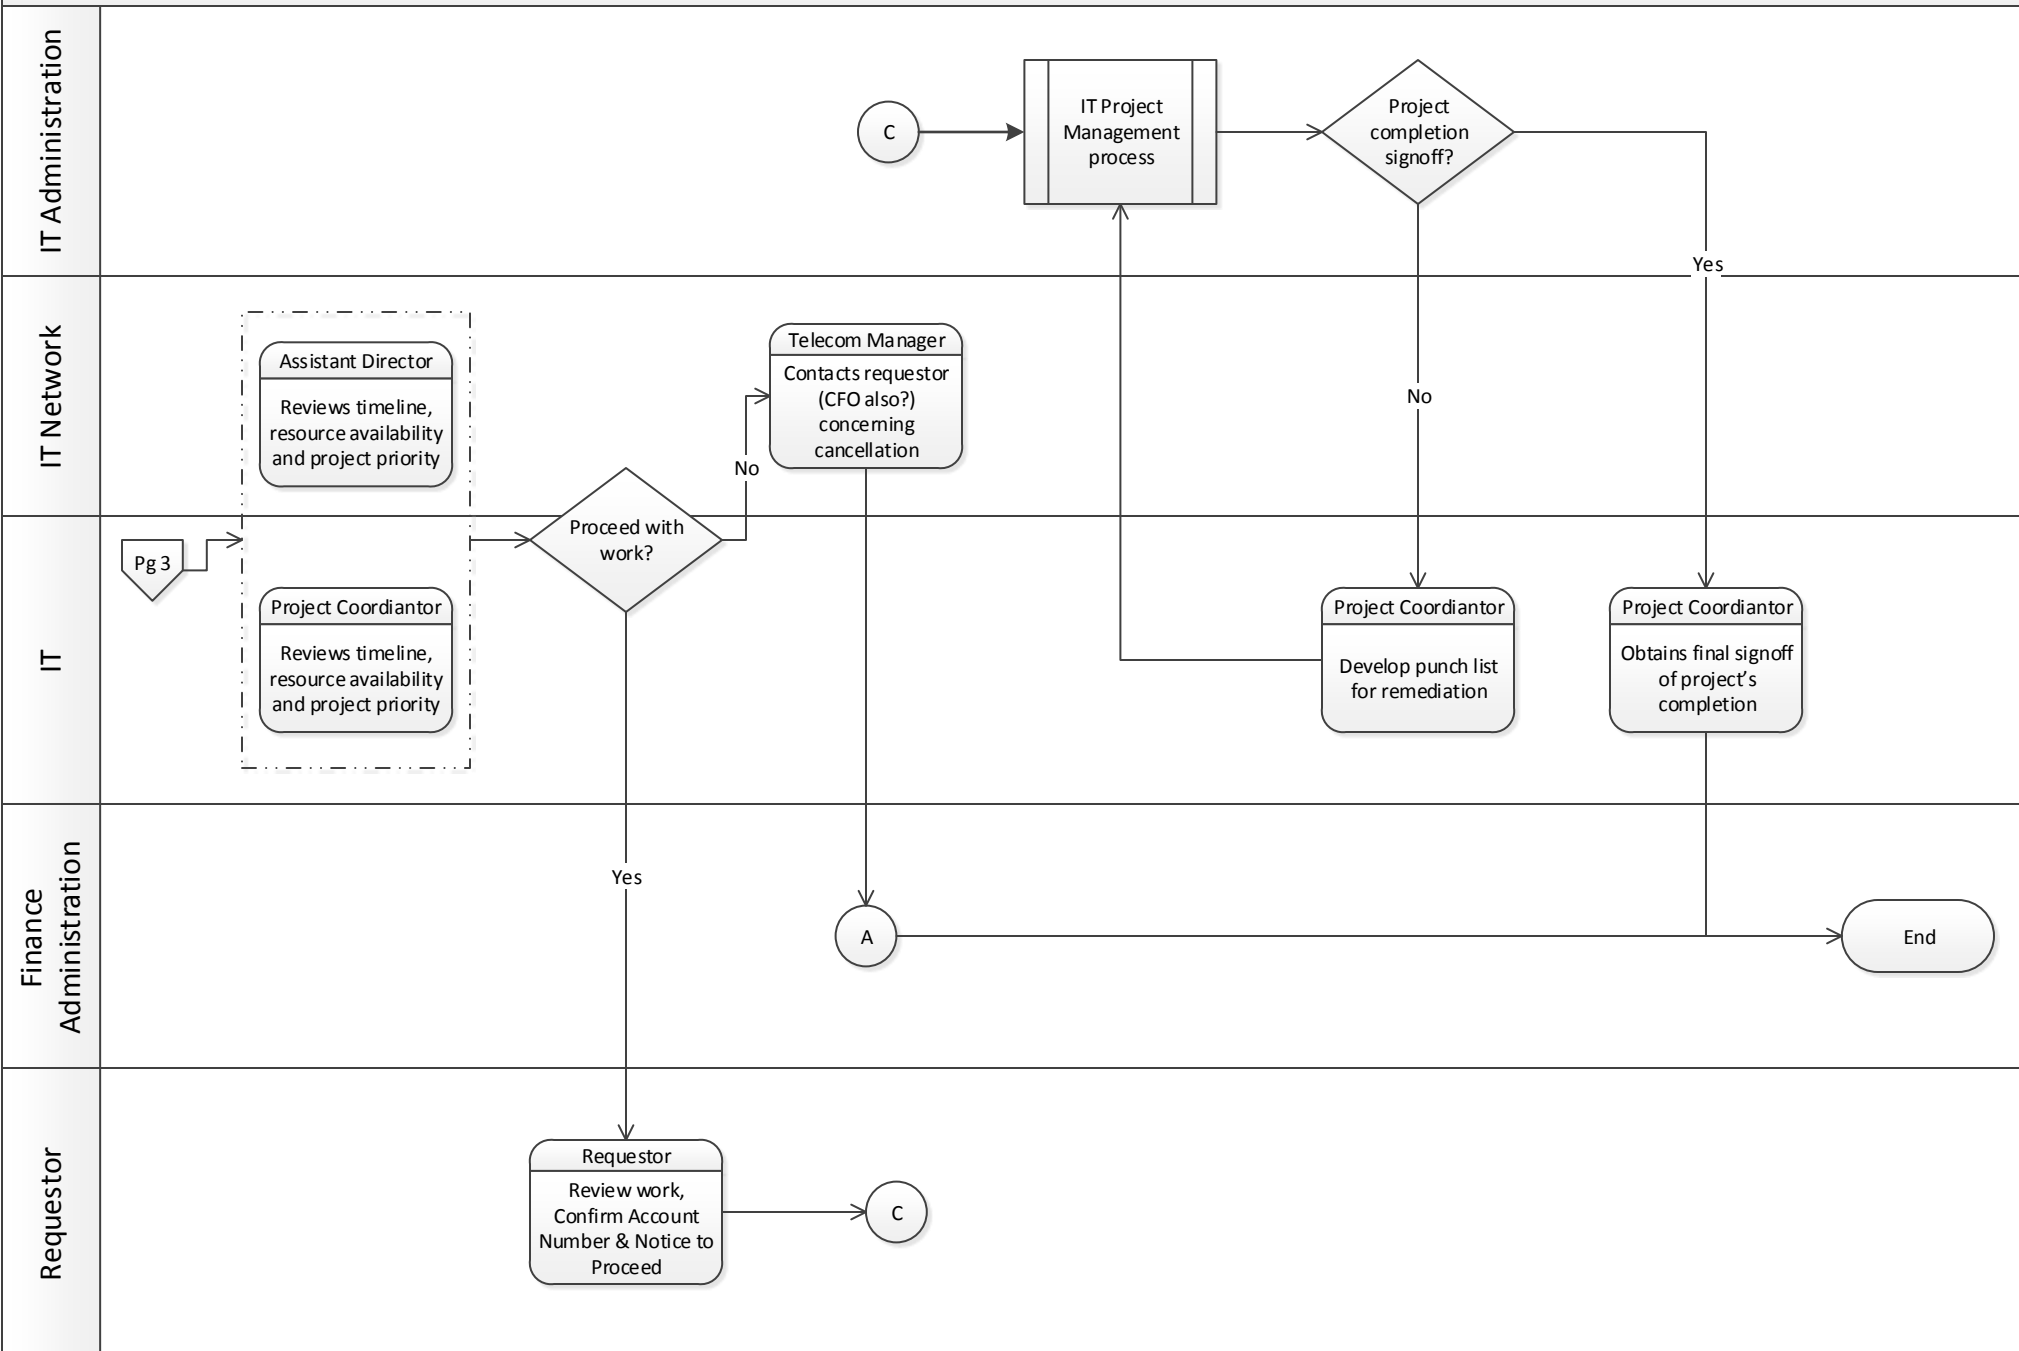 IT Administration
C
IT Project
Management
process
Project
completion
signoff?
Yes
No
IT Network
Assistant Director
Reviews timeline,
resource availability
and project priority
Telecom Manager
Contacts requestor
(CFO also?)
concerning
cancellation
No
IT
Pg 3
Project Coordiantor
Reviews timeline,
resource availability
and project priority
Proceed with
work?
Project Coordiantor
Develop punch list
for remediation
Project Coordiantor
Obtains final signoff
of project's
completion
Finance
Administration
Yes
A
End
Requestor
Requestor
Review work,
Confirm Account
Number & Notice to
Proceed
C